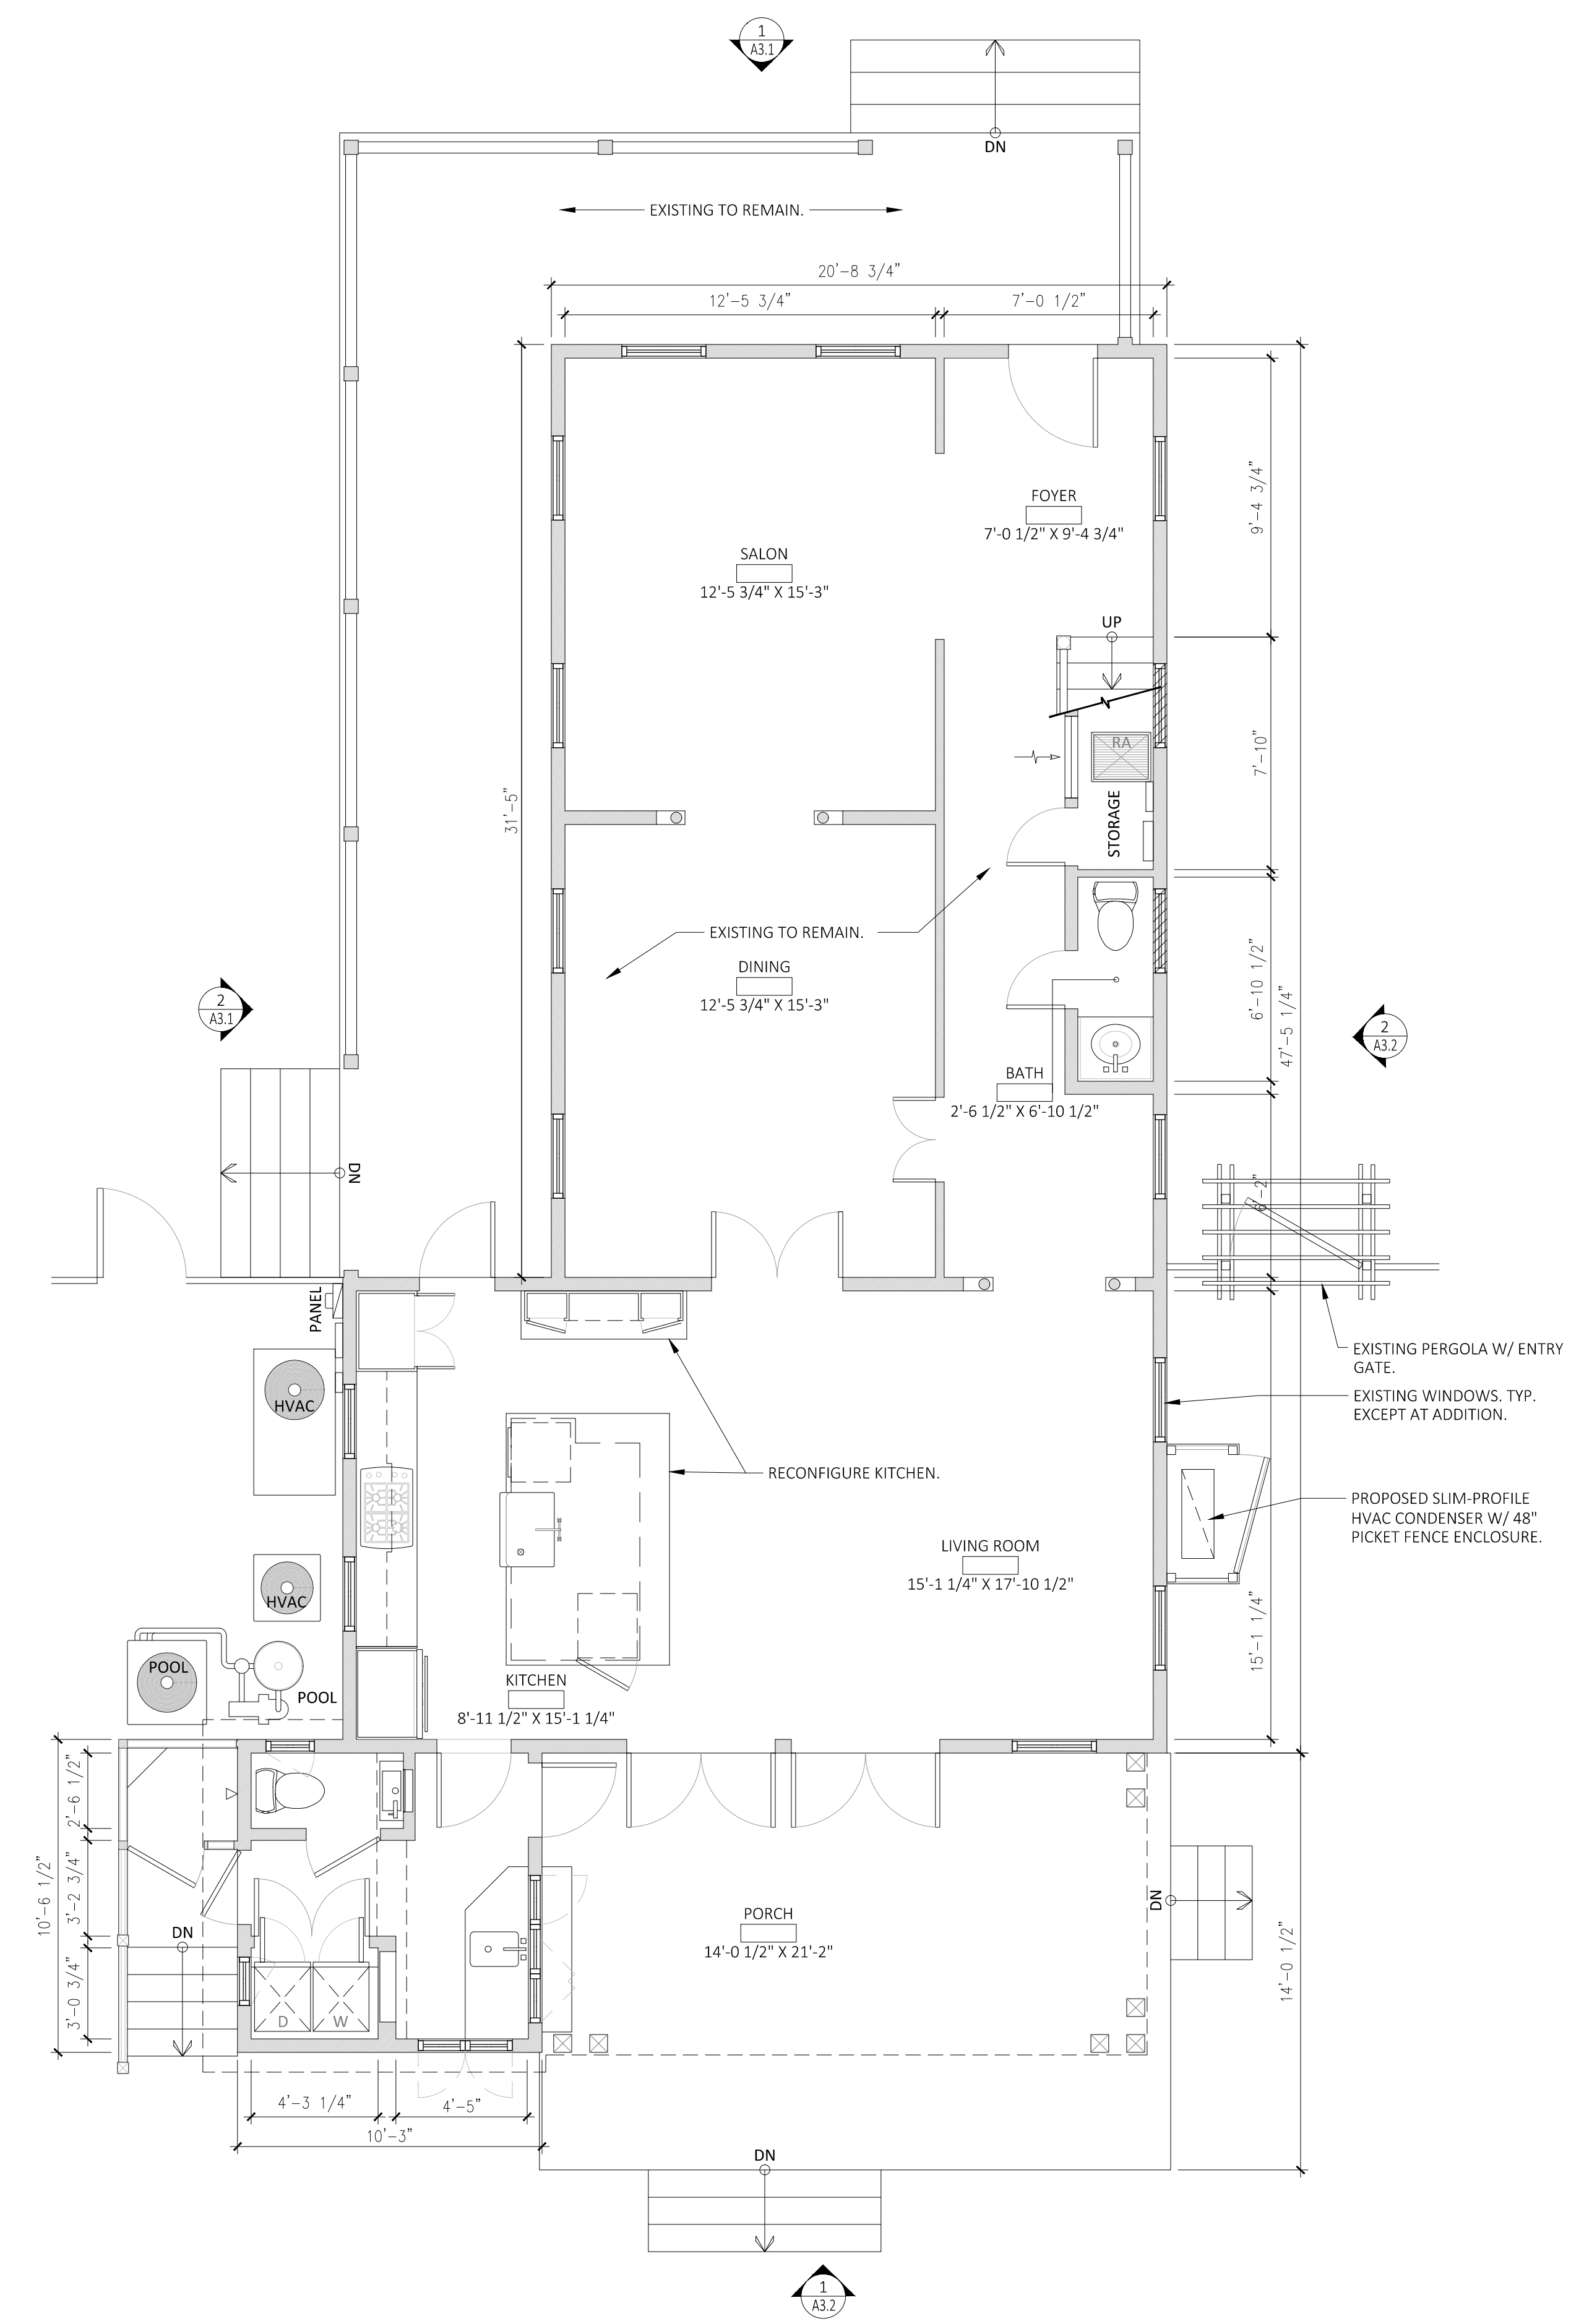 1
A3.1
DN
EXISTING TO REMAIN.
20'-8 3/4"
12'-5 3/4"
7'-0 1/2"
FOYER
7'-0 1/2" X 9'-4 3/4"
9'-4 3/4"
SALON
12'-5 3/4" X 15'-3"
UP
RA
7'-10"
31'-5"
STORAGE
EXISTING TO REMAIN.
DINING
12'-5 3/4" X 15'-3"
6'-10 1/2"
47'-5 1/4"
2
A3.1
2
A3.2
BATH
2'-6 1/2" X 6'-10 1/2"
DN
6'-2"
PANEL
EXISTING PERGOLA W/ ENTRY
GATE.
HVAC
EXISTING WINDOWS. TYP.
EXCEPT AT ADDITION.
RECONFIGURE KITCHEN.
PROPOSED SLIM-PROFILE
HVAC CONDENSER W/ 48"
PICKET FENCE ENCLOSURE.
LIVING ROOM
15'-1 1/4" X 17'-10 1/2"
HVAC
15'-1 1/4"
POOL
POOL
KITCHEN
8'-11 1/2" X 15'-1 1/4"
2'-6 1/2"
3'-2 3/4"
10'-6 1/2"
3'-0 3/4"
DN
PORCH
14'-0 1/2" X 21'-2"
DN
14'-0 1/2"
D
W
4'-3 1/4"
4'-5"
10'-3"
DN
1
A3.2